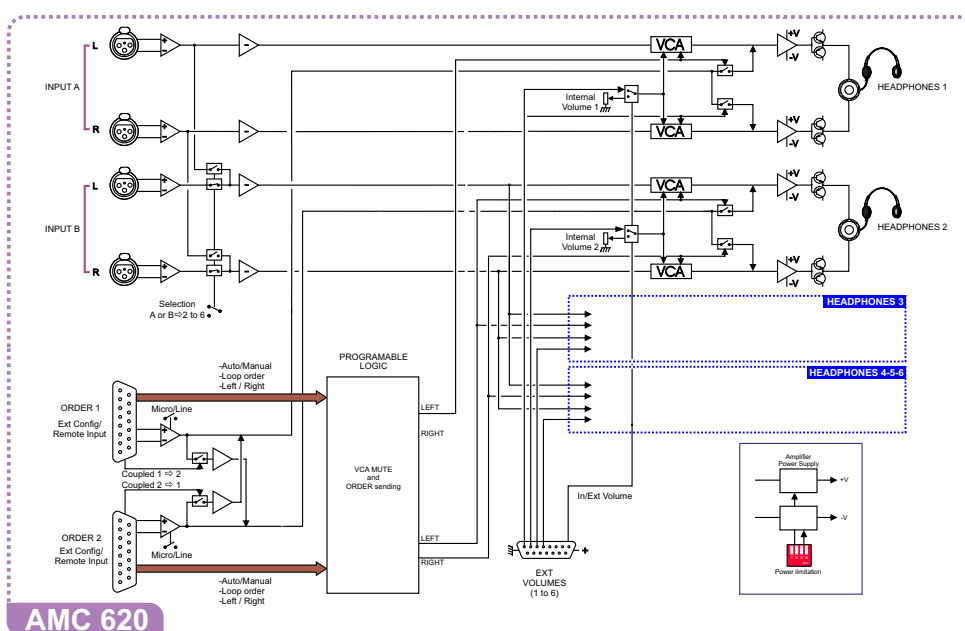 L
+
−
−
VCA
+V
-V
INPUT A
Internal
Volume 1
HEADPHONES 1
R
+
−
−
VCA
+V
-V
L
+
−
−
VCA
+V
-V
INPUT B
Internal
Volume 2
HEADPHONES 2
R
+
−
−
VCA
+V
-V
Selection
A or B⇨2 to 6
HEADPHONES 3
HEADPHONES 4-5-6
PROGRAMABLE
LOGIC
-Auto/Manual
-Loop order
-Left / Right
ORDER 1
Ext Config/
Remote Input
Micro/Line
+
−
LEFT
RIGHT
Coupled 1 ⇨ 2
Coupled 2 ⇨ 1
VCA MUTE
and
ORDER sending
In/Ext Volume
ORDER 2
Ext Config/
Remote Input
+
−
Micro/Line
LEFT
RIGHT
-Auto/Manual
-Loop order
-Left / Right
+
EXT
VOLUMES
(1 to 6)
Amplifier
Power Supply
+V
-V
1 2 3 4
Power limitation
AMC 620